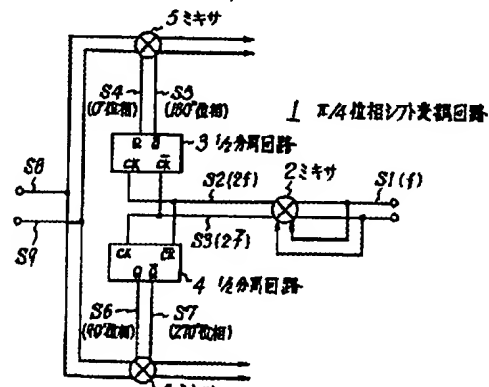 5 ミキサ
S4
(0°位相)
S5
(180°位相)
1 π/4位相シフト変調回路
Q Q̅
3 1/2分周回路
CK C̅K̅
2 ミキサ
S8
S2(2f)
S1(f)
S9
S3(2f̅)
CK C̅K̅
Q Q̅
4 1/2分周回路
S6
(90°位相)
S7
(270°位相)